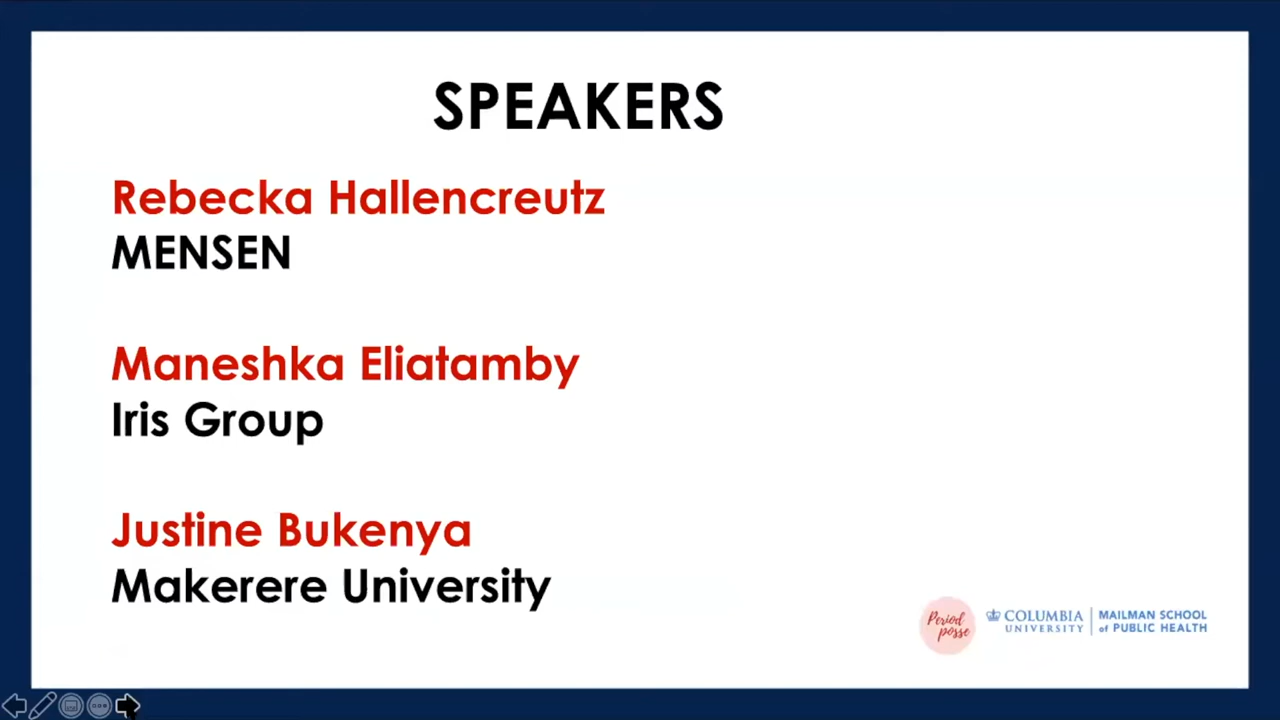 SPEAKERS
Rebecka Hallencreutz
MENSEN
Maneshka Eliatamby
Iris Group
Justine Bukenya
Makerere University
Period
posse
COLUMBIA
UNIVERSITY
MAILMAN SCHOOL
of PUBLIC HEALTH